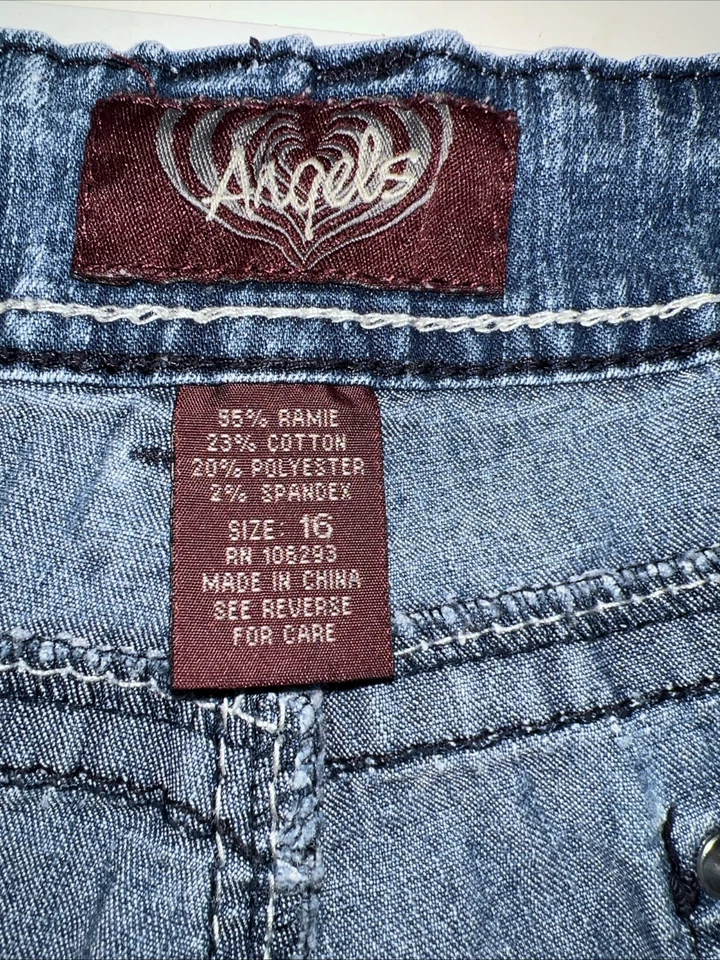 Angels
55% RAMIE
23% COTTON
20% POLYESTER
2% SPANDEX
SIZE: 16
RN 108293
MADE IN CHINA
SEE REVERSE
FOR CARE